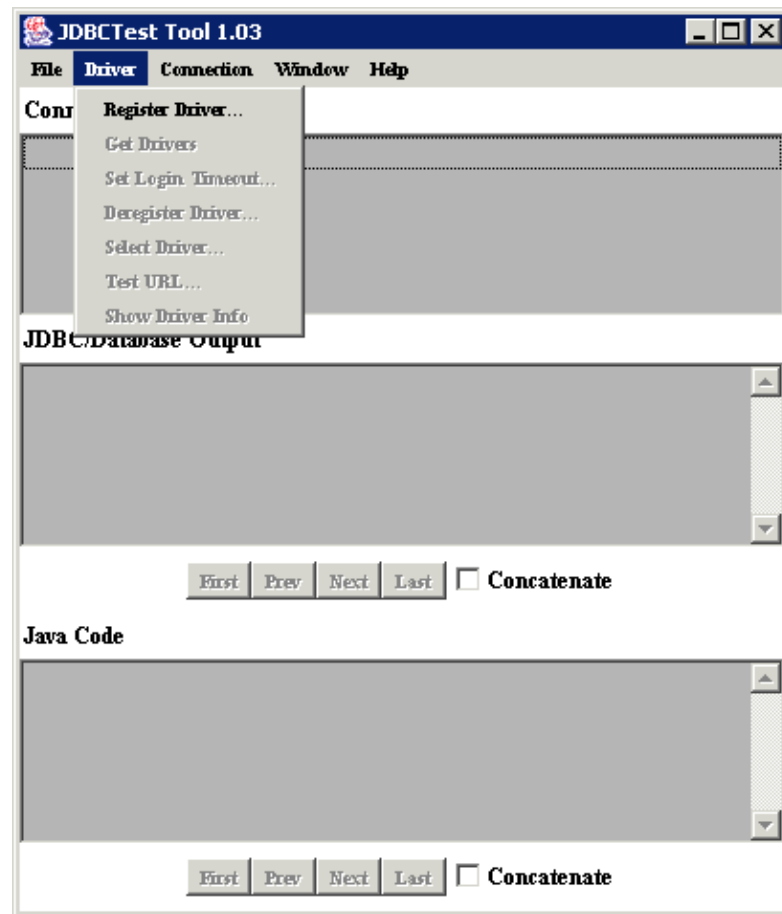 JDBCTest Tool 1.03
File Driver Connection Window Help
Conn
Register Driver...
Get Drivers
Set Login Timeout...
Deregister Driver...
Select Driver...
Test URL...
Show Driver Info
JDBC/Database Output
First Prev Next Last Concatenate
Java Code
First Prev Next Last Concatenate